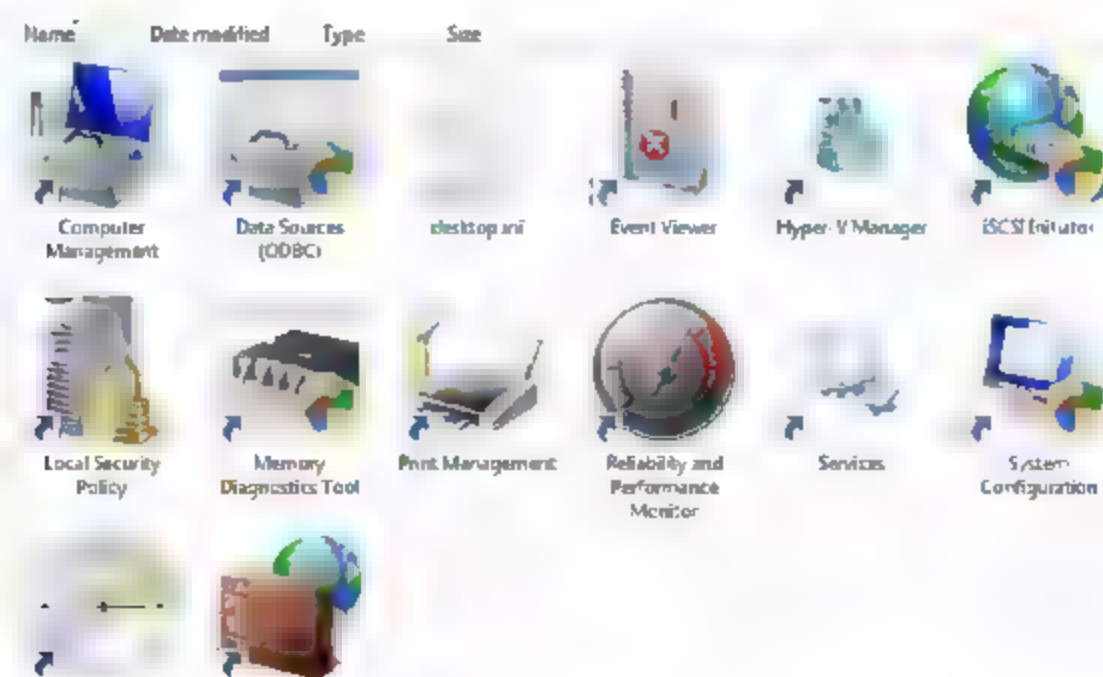 Name Date modified Type Size
Computer Management
Data Sources (ODBC)
desktop.ini
Event Viewer
Hyper-V Manager
iSCSI Initiator
Local Security Policy
Memory Diagnostics Tool
Print Management
Reliability and Performance Monitor
Services
System Configuration